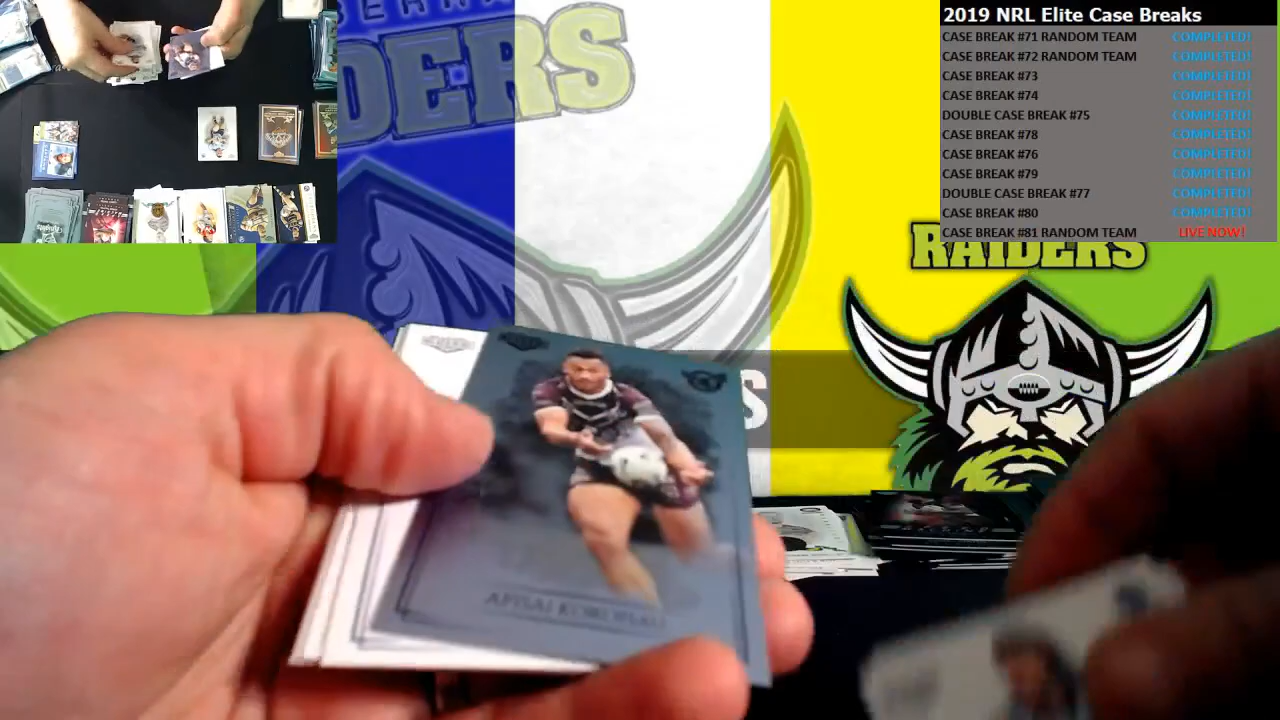 2019 NRL Elite Case Breaks
CASE BREAK #71 RANDOM TEAM COMPLETED!
CASE BREAK #72 RANDOM TEAM COMPLETED!
CASE BREAK #73 COMPLETED!
CASE BREAK #74 COMPLETED!
DOUBLE CASE BREAK #75 COMPLETED!
CASE BREAK #78 COMPLETED!
CASE BREAK #76 COMPLETED!
CASE BREAK #79 COMPLETED!
DOUBLE CASE BREAK #77 COMPLETED!
CASE BREAK #80 COMPLETED!
CASE BREAK #81 RANDOM TEAM LIVE NOW!
DERS
RAIDERS
S
APISAI KOROISAU